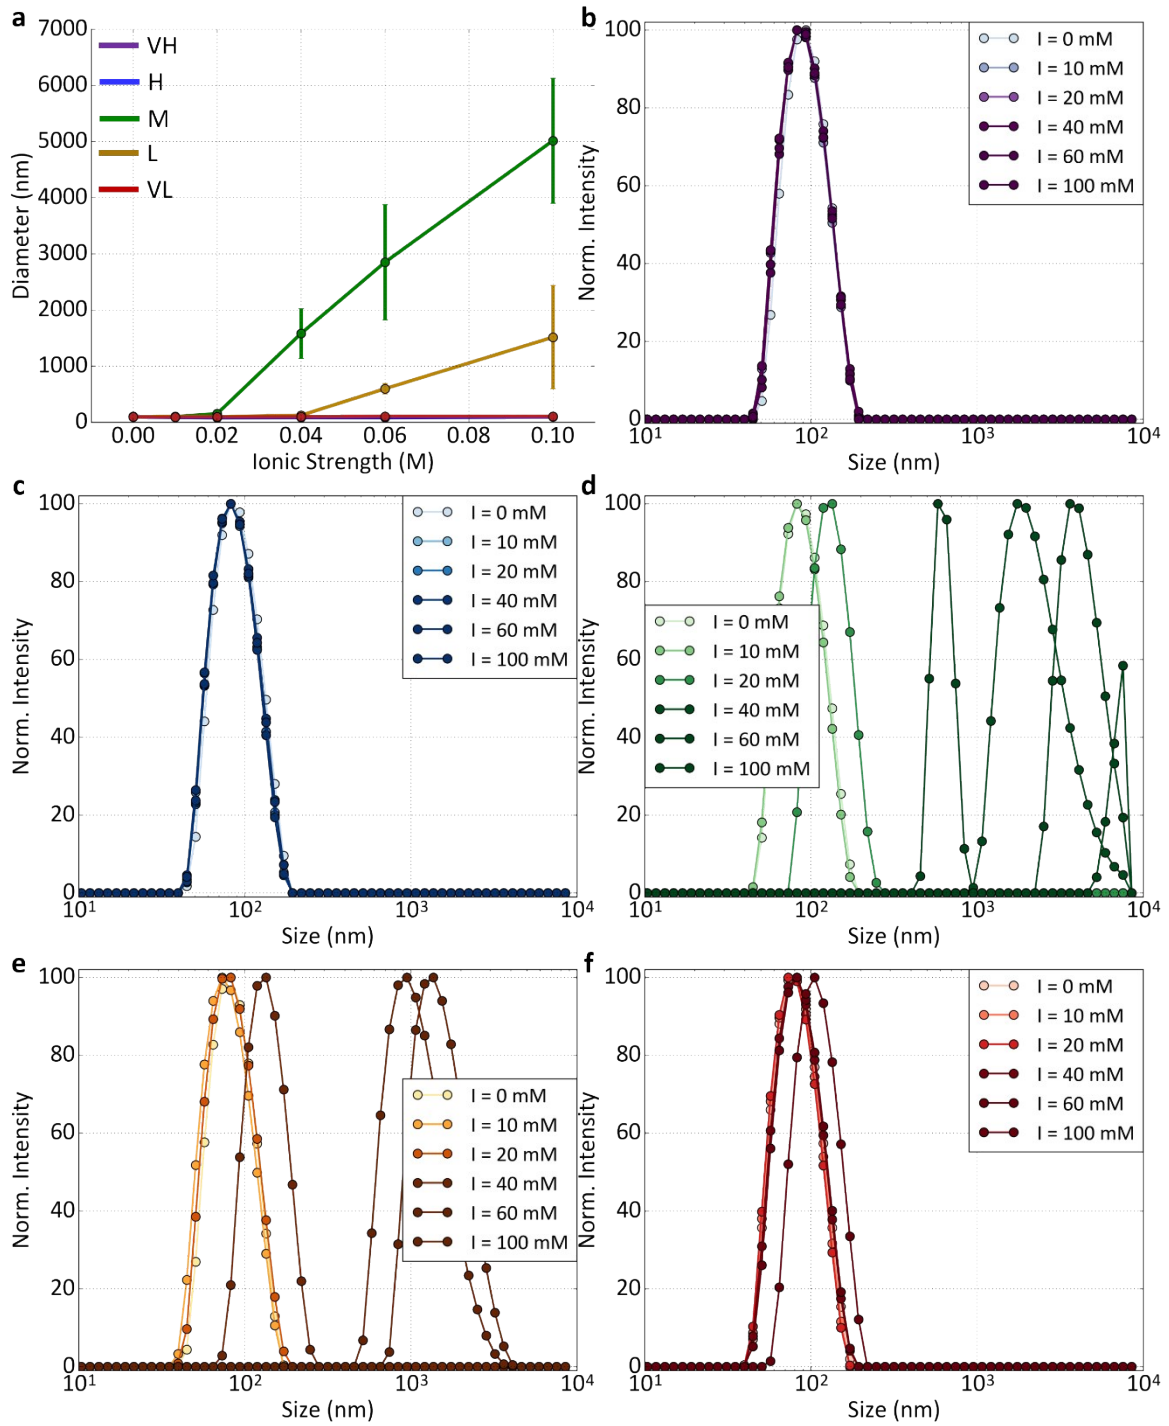 a
7000
6000
5000
4000
3000
2000
1000
0
Diameter (nm)
VH
H
M
L
VL
0.00 0.02 0.04 0.06 0.08 0.10
Ionic Strength (M)
b
100
80
60
40
20
0
Norm. Intensity
I = 0 mM
I = 10 mM
I = 20 mM
I = 40 mM
I = 60 mM
I = 100 mM
10¹ 10² 10³ 10⁴
Size (nm)
c
100
80
60
40
20
0
Norm. Intensity
I = 0 mM
I = 10 mM
I = 20 mM
I = 40 mM
I = 60 mM
I = 100 mM
10¹ 10² 10³ 10⁴
Size (nm)
d
100
80
60
40
20
0
Norm. Intensity
I = 0 mM
I = 10 mM
I = 20 mM
I = 40 mM
I = 60 mM
I = 100 mM
10¹ 10² 10³ 10⁴
Size (nm)
e
100
80
60
40
20
0
Norm. Intensity
I = 0 mM
I = 10 mM
I = 20 mM
I = 40 mM
I = 60 mM
I = 100 mM
10¹ 10² 10³ 10⁴
Size (nm)
f
100
80
60
40
20
0
Norm. Intensity
I = 0 mM
I = 10 mM
I = 20 mM
I = 40 mM
I = 60 mM
I = 100 mM
10¹ 10² 10³ 10⁴
Size (nm)